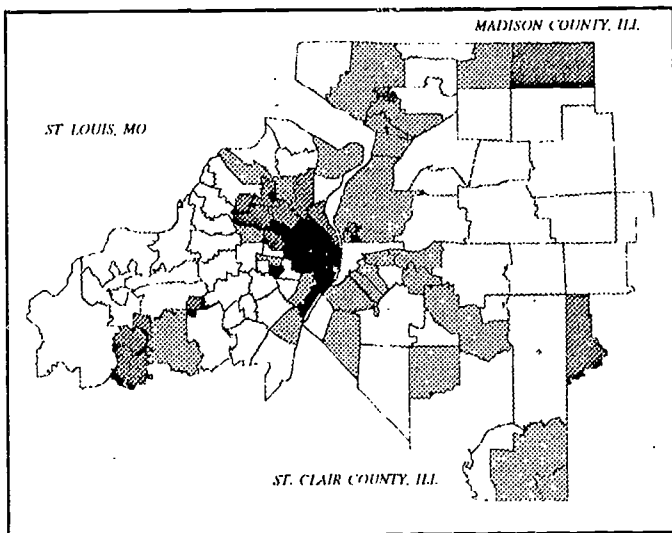 MADISON COUNTY, ILL.
ST. LOUIS, MO
ST. CLAIR COUNTY, ILL.